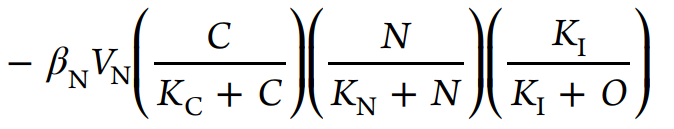 − β_N V_N (C / (K_C + C)) (N / (K_N + N)) (K_I / (K_I + O))